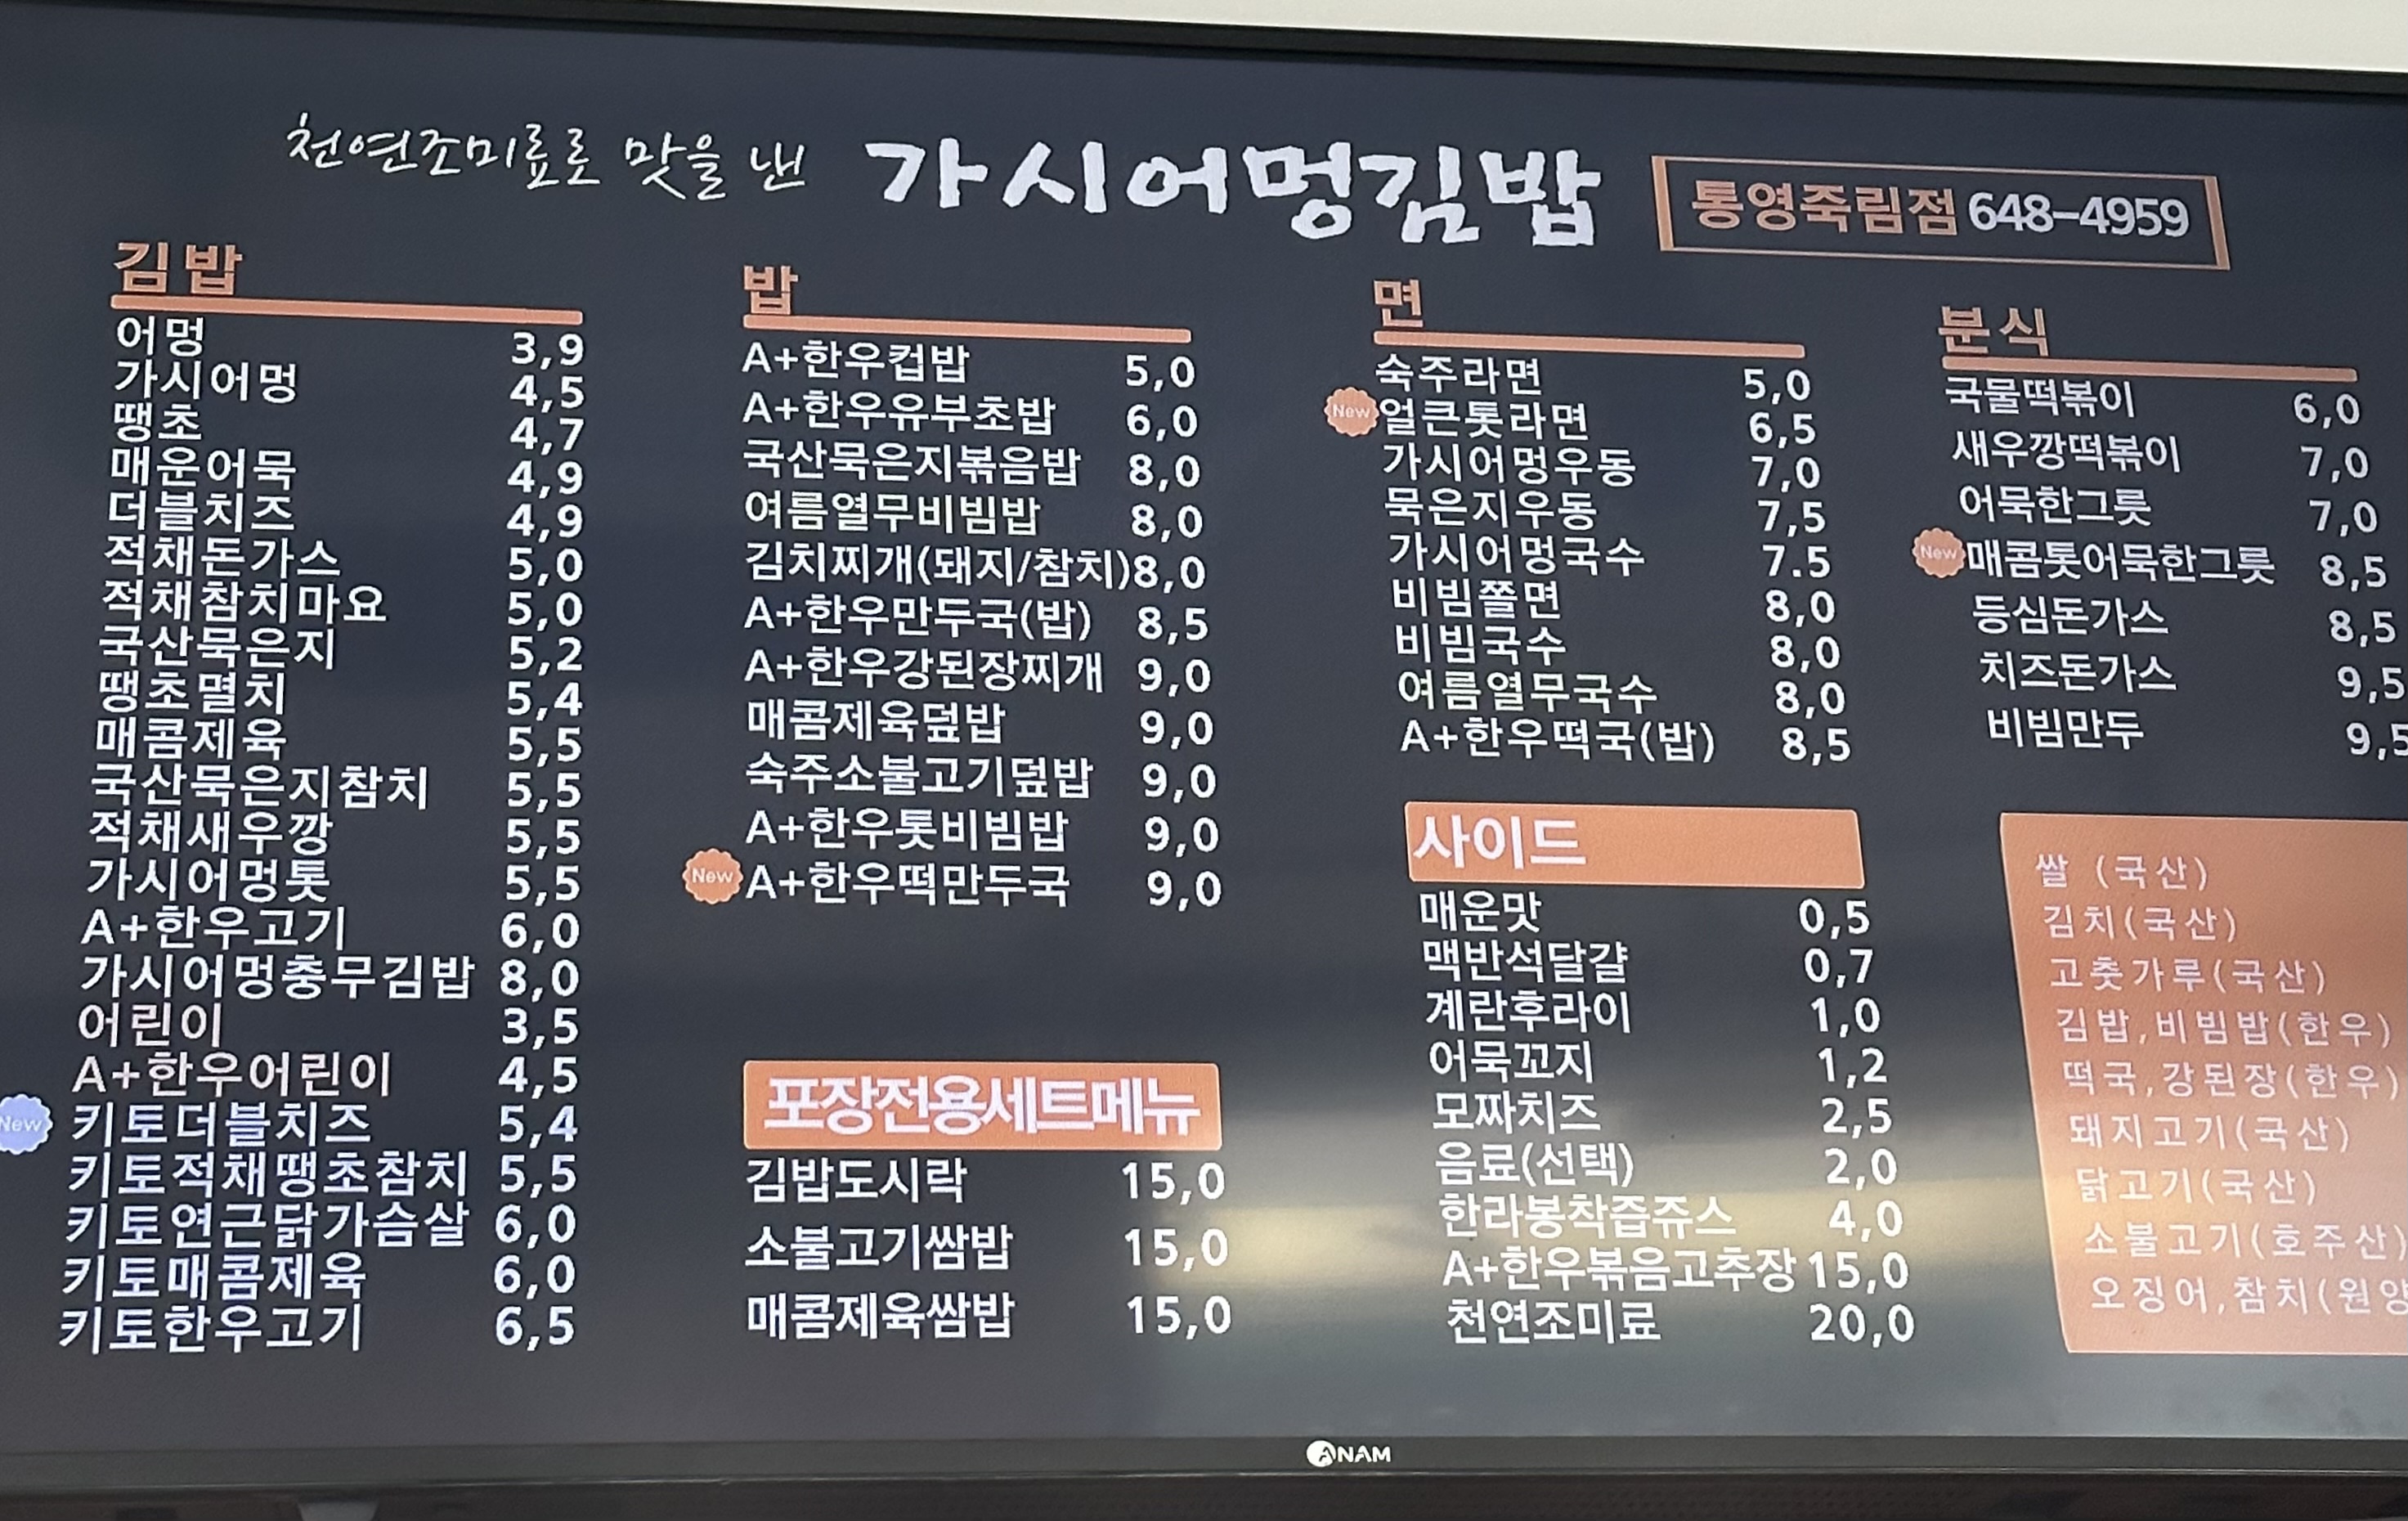 천연조미료로 맛을 낸 가시어멍김밥 통영죽림점 648-4959
김밥
어멍 3,9
가시어멍 4,5
땡초 4,7
매운어묵 4,9
더블치즈 4,9
적채돈가스 5,0
적채참치마요 5,0
국산묵은지 5,2
땡초멸치 5,4
매콤제육 5,5
국산묵은지참치 5,5
적채새우깡 5,5
가시어멍톳 5,5
A+한우고기 6,0
가시어멍충무김밥 8,0
어린이 3,5
A+한우어린이 4,5
New 키토더블치즈 5,4
키토적채땡초참치 5,5
키토연근닭가슴살 6,0
키토매콤제육 6,0
키토한우고기 6,5
밥
A+한우컵밥 5,0
A+한우유부초밥 6,0
국산묵은지볶음밥 8,0
여름열무비빔밥 8,0
김치찌개(돼지/참치)8,0
A+한우만두국(밥) 8,5
A+한우강된장찌개 9,0
매콤제육덮밥 9,0
숙주소불고기덮밥 9,0
A+한우톳비빔밥 9,0
New A+한우떡만두국 9,0
포장전용세트메뉴
김밥도시락 15,0
소불고기쌈밥 15,0
매콤제육쌈밥 15,0
면
숙주라면 5,0
New 얼큰톳라면 6,5
가시어멍우동 7,0
묵은지우동 7,5
가시어멍국수 7.5
비빔쫄면 8,0
비빔국수 8,0
여름열무국수 8,0
A+한우떡국(밥) 8,5
사이드
매운맛 0,5
맥반석달걀 0,7
계란후라이 1,0
어묵꼬지 1,2
모짜치즈 2,5
음료(선택) 2,0
한라봉착즙쥬스 4,0
A+한우볶음고추장 15,0
천연조미료 20,0
분식
국물떡볶이 6,0
새우깡떡볶이 7,0
어묵한그릇 7,0
New 매콤톳어묵한그릇 8,5
등심돈가스 8,5
치즈돈가스 9,5
비빔만두 9,5
쌀 (국산)
김치(국산)
고춧가루(국산)
김밥,비빔밥(한우)
떡국,강된장(한우)
돼지고기(국산)
닭고기(국산)
소불고기(호주산)
오징어,참치(원양
ANAM